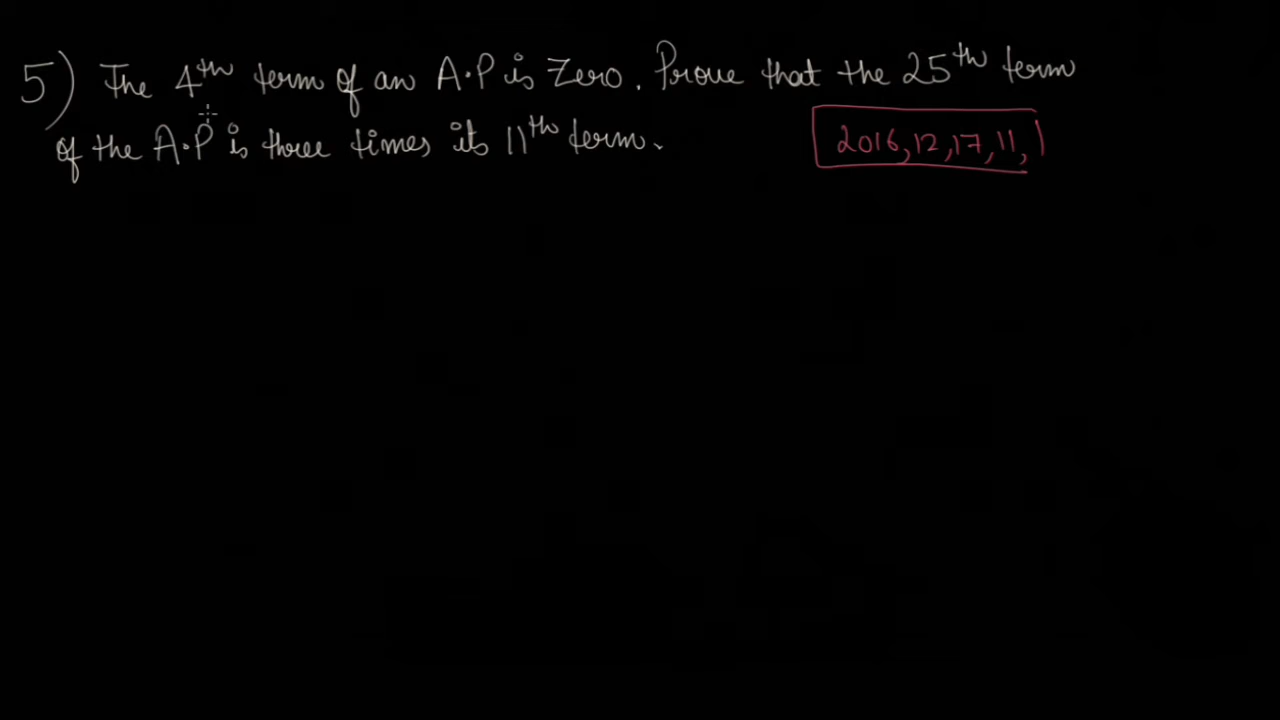 5) The 4th term of an A.P is Zero. Prove that the 25th term
of the A.P is three times its 11th term.
2016,12,17,11,1